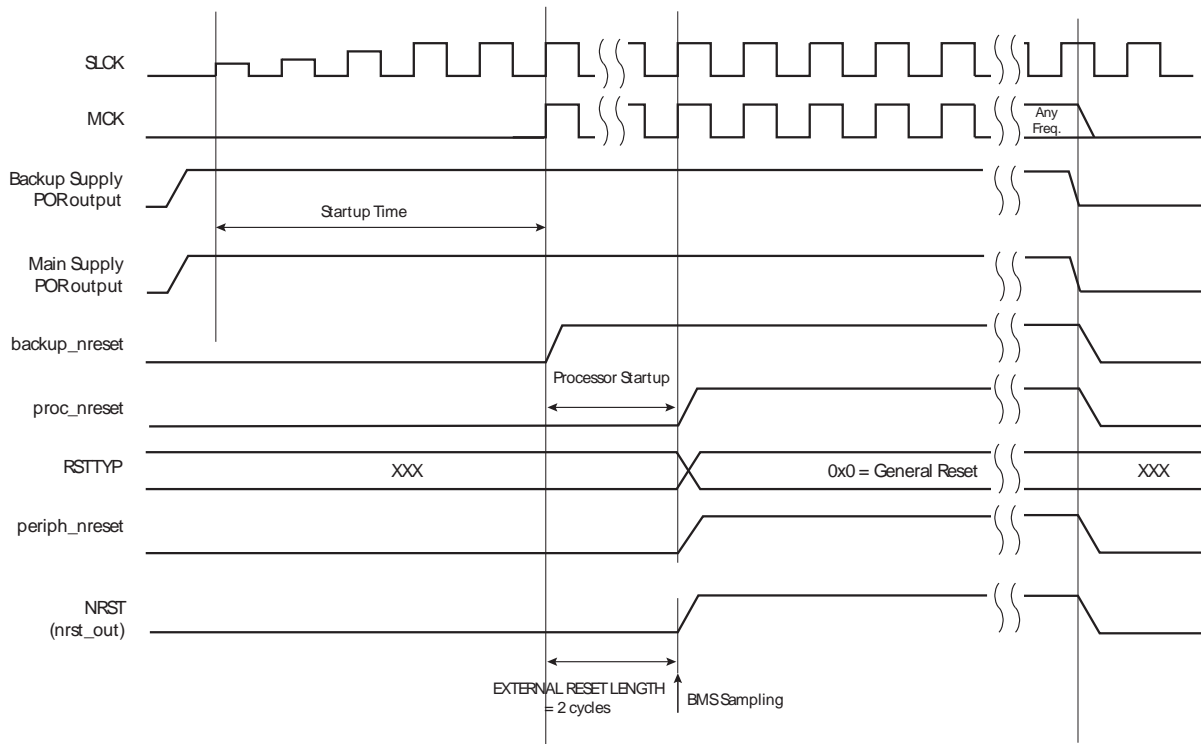 SLCK
MCK
Any
Freq.
Backup Supply
POR output
Startup Time
Main Supply
POR output
backup_nreset
Processor Startup
proc_nreset
RSTTYP
XXX
0x0 = General Reset
XXX
periph_nreset
NRST
(nrst_out)
EXTERNAL RESET LENGTH
= 2 cycles
BMS Sampling